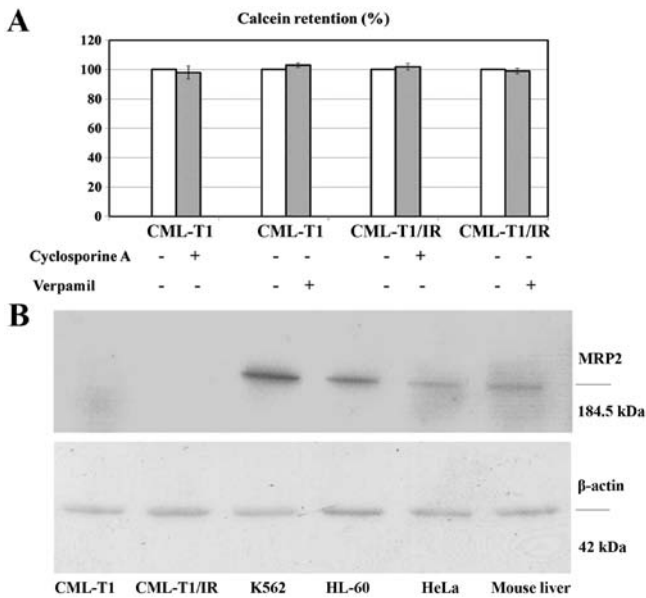 A
Calcein retention (%)
120
100
80
60
40
20
0
CML-T1 CML-T1 CML-T1/IR CML-T1/IR
Cyclosporine A - + - - - + - -
Verpamil - - - + - - - +
B
MRP2
184.5 kDa
β-actin
42 kDa
CML-T1 CML-T1/IR K562 HL-60 HeLa Mouse liver